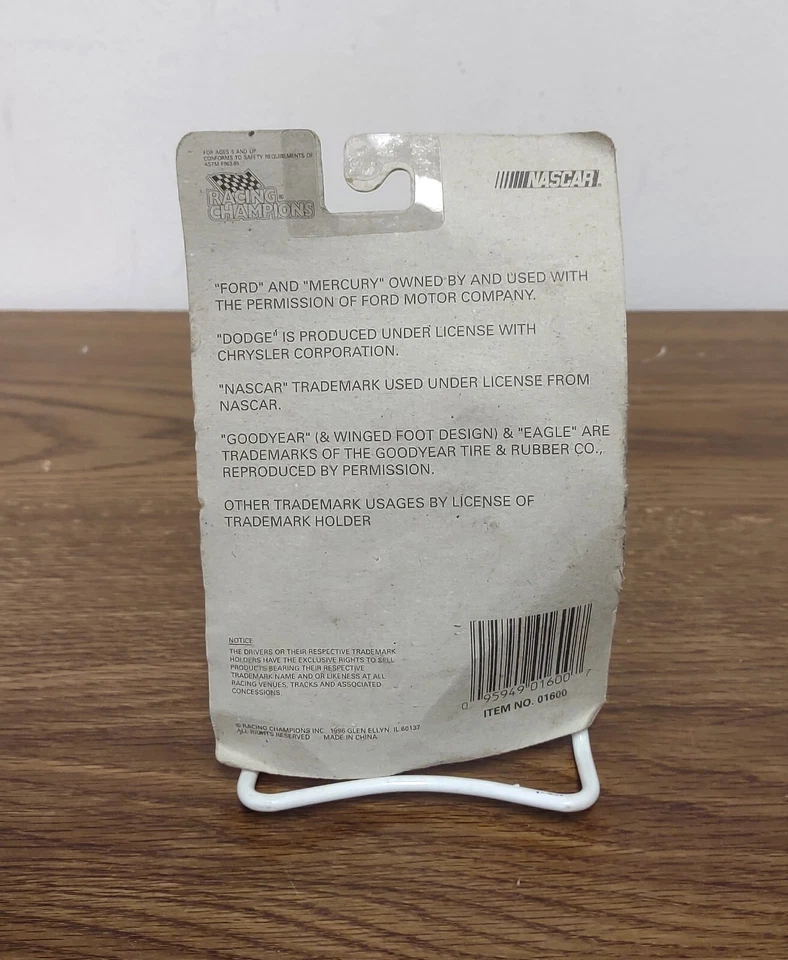 FOR AGES 5 AND UP
CONFORMS TO SAFETY REQUIREMENTS OF
ASTM F963-95
RACING
CHAMPIONS
NASCAR
"FORD" AND "MERCURY" OWNED BY AND USED WITH
THE PERMISSION OF FORD MOTOR COMPANY.
"DODGE" IS PRODUCED UNDER LICENSE WITH
CHRYSLER CORPORATION.
"NASCAR" TRADEMARK USED UNDER LICENSE FROM
NASCAR.
"GOODYEAR" (& WINGED FOOT DESIGN) & "EAGLE" ARE
TRADEMARKS OF THE GOODYEAR TIRE & RUBBER CO.,
REPRODUCED BY PERMISSION.
OTHER TRADEMARK USAGES BY LICENSE OF
TRADEMARK HOLDER
NOTICE
THE DRIVERS OR THEIR RESPECTIVE TRADEMARK
HOLDERS HAVE THE EXCLUSIVE RIGHTS TO SELL
PRODUCTS BEARING THEIR RESPECTIVE
TRADEMARK NAME AND OR LIKENESS AT ALL
RACING VENUES, TRACKS AND ASSOCIATED
CONCESSIONS.
© RACING CHAMPIONS INC. 1996 GLEN ELLYN, IL 60137
ALL RIGHTS RESERVED MADE IN CHINA
0 95949 01600 7
ITEM NO. 01600